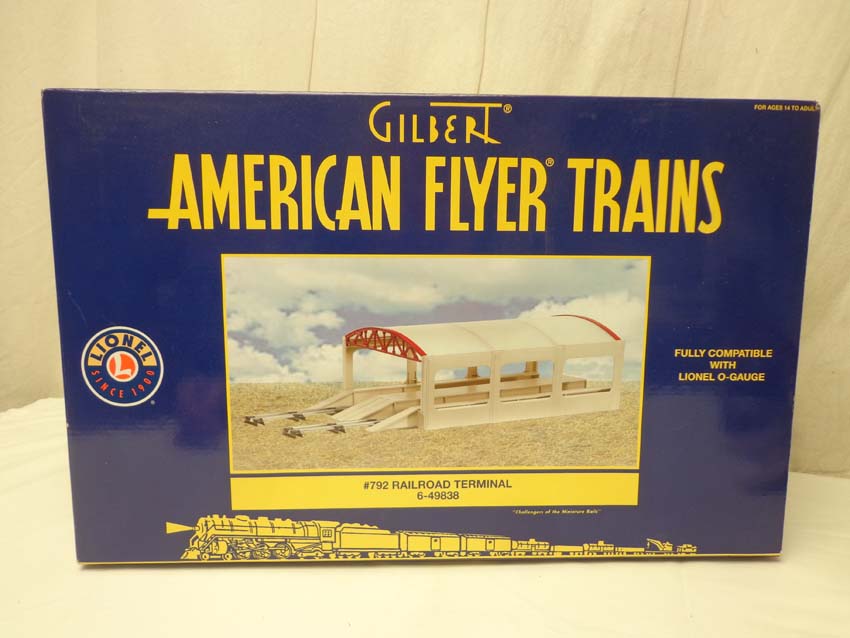 FOR AGES 14 TO ADULT
GILBERT®
AMERICAN FLYER® TRAINS
LIONEL
L
SINCE 1900
®
FULLY COMPATIBLE
WITH
LIONEL O-GAUGE
#792 RAILROAD TERMINAL
6-49838
"Challengers of the Miniature Rails"